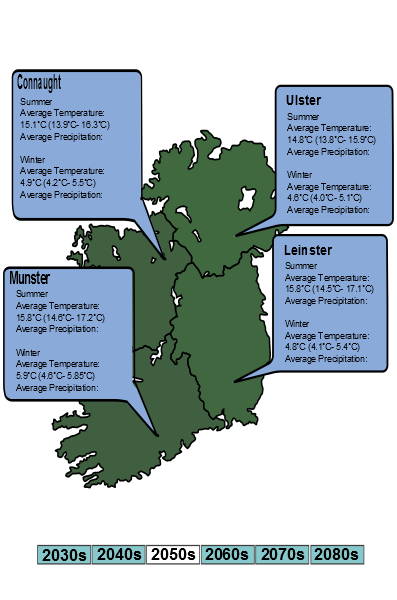 Connaught
Summer
Average Temperature:
15.1°C (13.9°C- 16.3°C)
Average Precipitation:
Winter
Average Temperature:
4.9°C (4.2°C- 5.5°C)
Average Precipitation:
Ulster
Summer
Average Temperature:
14.8°C (13.8°C- 15.9°C)
Average Precipitation:
Winter
Average Temperature:
4.6°C (4.0°C- 5.1°C)
Average Precipitation:
Munster
Summer
Average Temperature:
15.8°C (14.6°C- 17.2°C)
Average Precipitation:
Winter
Average Temperature:
5.9°C (4.6°C- 5.85°C)
Average Precipitation:
Leinster
Summer
Average Temperature:
15.8°C (14.5°C- 17.1°C)
Average Precipitation:
Winter
Average Temperature:
4.8°C (4.1°C- 5.4°C)
Average Precipitation:
2030s 2040s 2050s 2060s 2070s 2080s